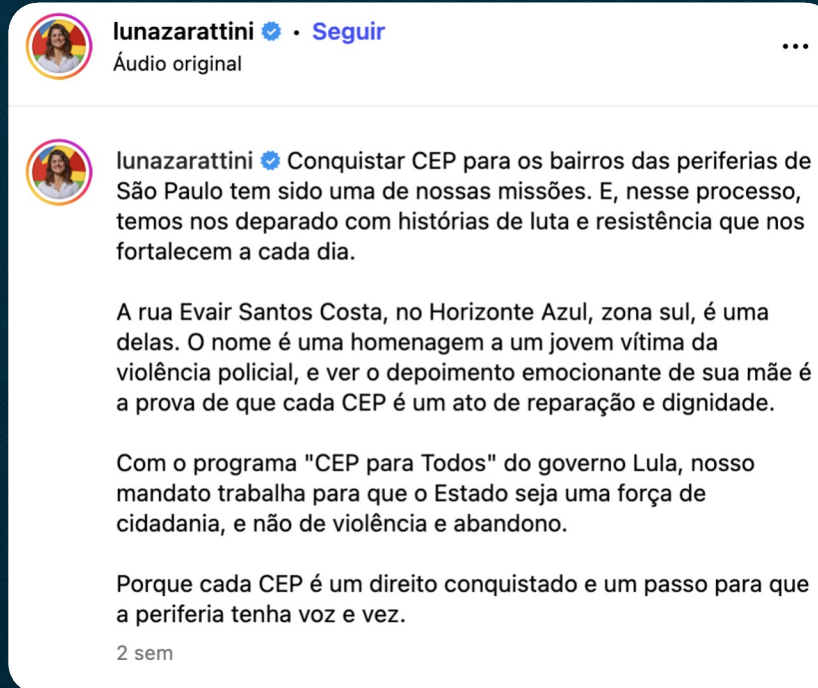 lunazarattini • Seguir
Áudio original
lunazarattini Conquistar CEP para os bairros das periferias de
São Paulo tem sido uma de nossas missões. E, nesse processo,
temos nos deparado com histórias de luta e resistência que nos
fortalecem a cada dia.
A rua Evair Santos Costa, no Horizonte Azul, zona sul, é uma
delas. O nome é uma homenagem a um jovem vítima da
violência policial, e ver o depoimento emocionante de sua mãe é
a prova de que cada CEP é um ato de reparação e dignidade.
Com o programa "CEP para Todos" do governo Lula, nosso
mandato trabalha para que o Estado seja uma força de
cidadania, e não de violência e abandono.
Porque cada CEP é um direito conquistado e um passo para que
a periferia tenha voz e vez.
2 sem